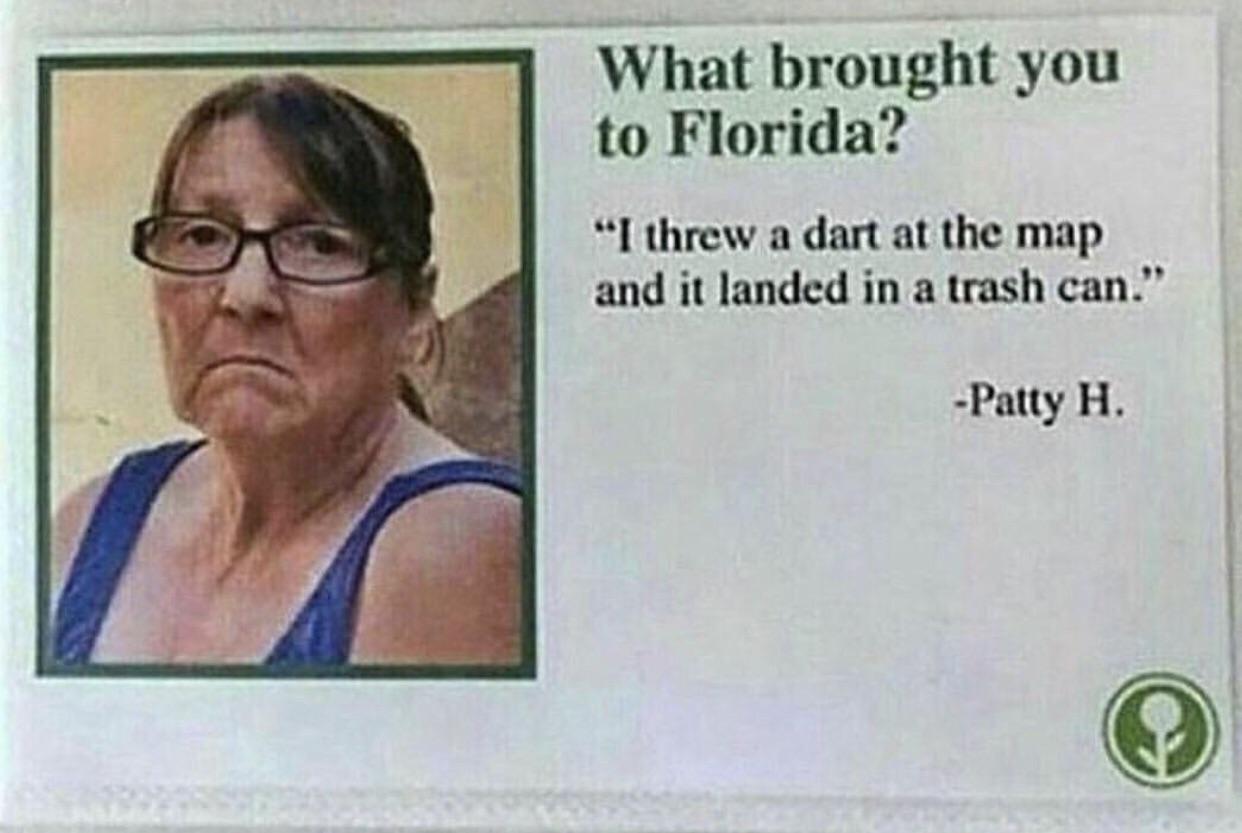 What brought you
to Florida?
“I threw a dart at the map
and it landed in a trash can.”
-Patty H.